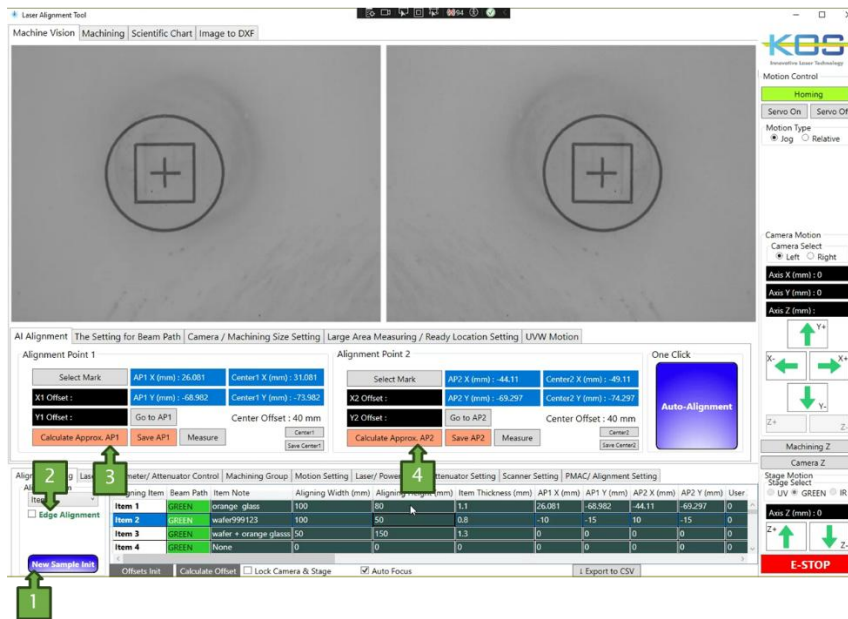 Laser Alignment Tool
Machine Vision Machining Scientific Chart Image to DXF
KOS
Innovative Laser Technology
Motion Control
Homing
Servo On Servo Off
Motion Type
Jog Relative
Camera Motion
Camera Select
Left Right
Axis X (mm) : 0
Axis Y (mm) : 0
Axis Z (mm) :
Y+
X- X+
Y-
Z+ Z-
Machining Z
Camera Z
Stage Motion
Stage Select
UV GREEN IR
Axis Z (mm) : 0
Z+ Z-
E-STOP
AI Alignment The Setting for Beam Path Camera / Machining Size Setting Large Area Measuring / Ready Location Setting UVW Motion
Alignment Point 1
Select Mark AP1 X (mm) : 26.081 Center1 X (mm) : 31.081
X1 Offset : AP1 Y (mm) : -68.982 Center1 Y (mm) : -73.982
Y1 Offset : Go to AP1 Center Offset : 40 mm
Calculate Approx. AP1 Save AP1 Measure Center1
Save Center1
Alignment Point 2
Select Mark AP2 X (mm) : -44.11 Center2 X (mm) : -49.11
X2 Offset : AP2 Y (mm) : -69.297 Center2 Y (mm) : -74.297
Y2 Offset : Go to AP2 Center Offset : 40 mm
Calculate Approx. AP2 Save AP2 Measure Center2
Save Center2
One Click
Auto-Alignment
2
3
4
Attenuator Control Machining Group Motion Setting Laser/ Setting Scanner Setting PMAC/ Alignment Setting
Edge Alignment
New Sample Init
1
Item Beam Path Item Note Aligning Width (mm) Aligning Height (mm) Item Thickness (mm) AP1 X (mm) AP1 Y (mm) AP2 X (mm) AP2 Y (mm) User
Item 1 GREEN orange glass 100 80 1.1 26.081 -68.982 -44.11 -69.297 0
Item 2 GREEN wafer999123 100 50 0.8 -10 -15 10 -15 0
Item 3 GREEN wafer + orange glasss 50 150 1.3 0 0 0 0 0
Item 4 GREEN None 0 0 0 0 0 0 0 0
Offsets Init Calculate Offset Lock Camera & Stage Auto Focus Export to CSV